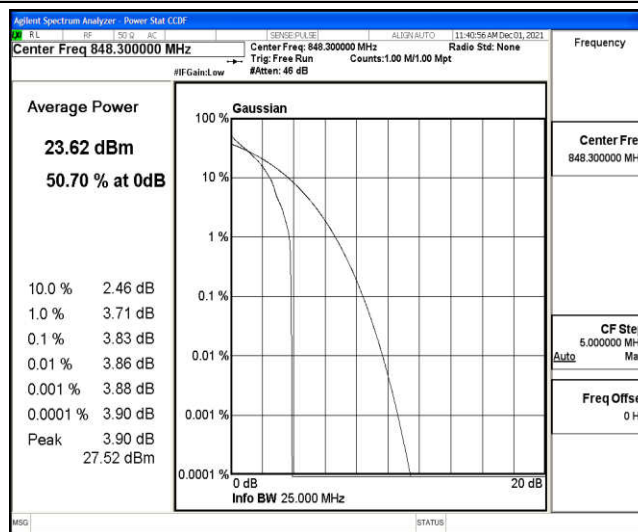 Agilent Spectrum Analyzer - Power Stat CCDF
RL RF 50 Ω AC SENSE:PULSE ALIGN AUTO 11:40:56 AM Dec 01, 2021
Center Freq 848.300000 MHz
Center Freq: 848.300000 MHz Radio Std: None
Trig: Free Run Counts:1.00 M/1.00 Mpt
#IFGain:Low #Atten: 46 dB
Frequency
Average Power
23.62 dBm
50.70 % at 0dB
10.0 % 2.46 dB
1.0 % 3.71 dB
0.1 % 3.83 dB
0.01 % 3.86 dB
0.001 % 3.88 dB
0.0001 % 3.90 dB
Peak 3.90 dB
27.52 dBm
Gaussian
100 %
10 %
1 %
0.1 %
0.01 %
0.001 %
0.0001 %
0 dB 20 dB
Info BW 25.000 MHz
Center Fre
848.300000 MH
CF Step
5.000000 MH
Auto Ma
Freq Offse
0 H
MSG STATUS